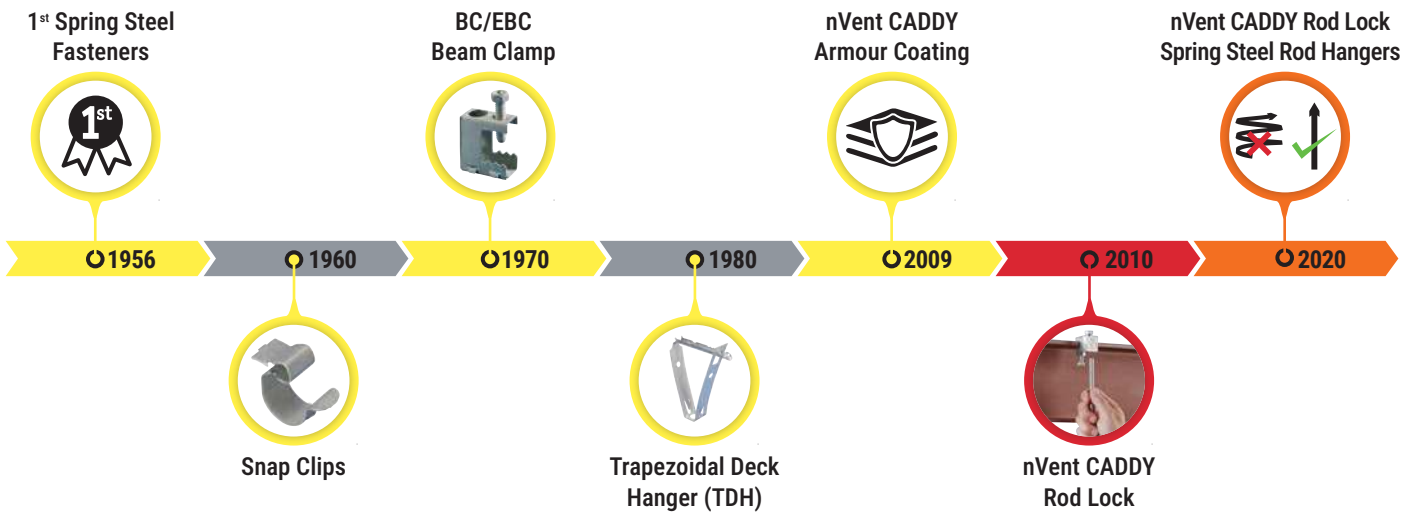 1st Spring Steel
Fasteners
BC/EBC
Beam Clamp
nVent CADDY
Armour Coating
nVent CADDY Rod Lock
Spring Steel Rod Hangers
1st
1956
1960
1970
1980
2009
2010
2020
Snap Clips
Trapezoidal Deck
Hanger (TDH)
nVent CADDY
Rod Lock